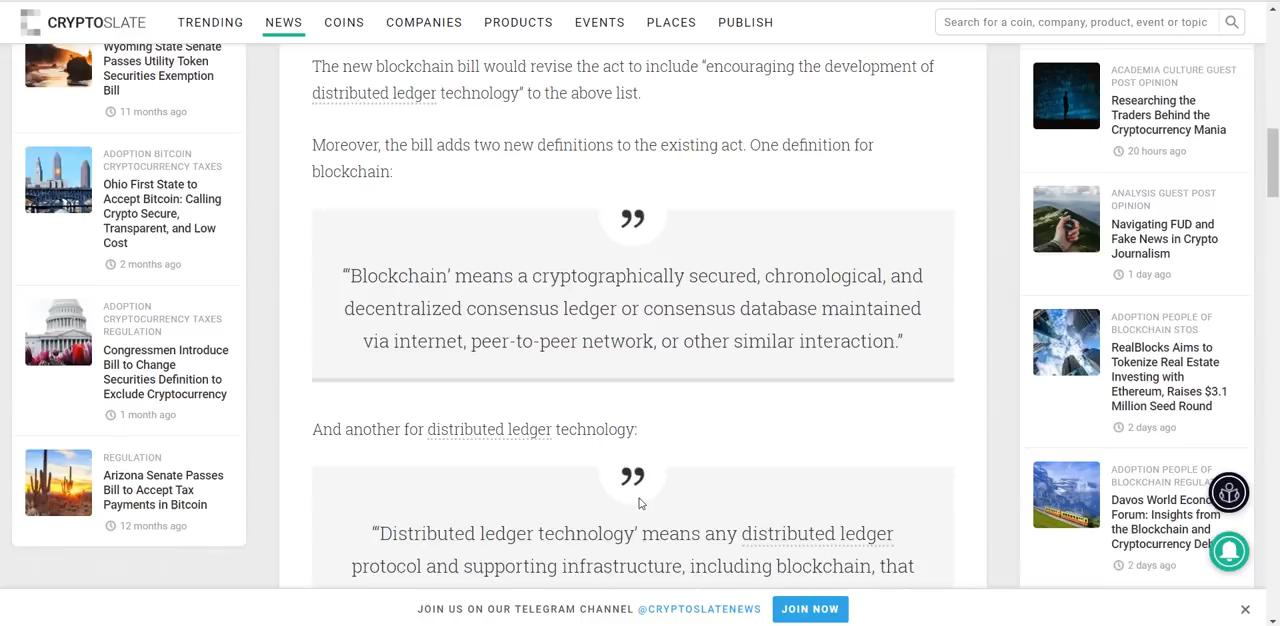 CRYPTOSLATE
TRENDING
NEWS
COINS
COMPANIES
PRODUCTS
EVENTS
PLACES
PUBLISH
Search for a coin, company, product, event or topic
Wyoming State Senate
Passes Utility Token
Securities Exemption
Bill
11 months ago
ADOPTION BITCOIN
CRYPTOCURRENCY TAXES
Ohio First State to
Accept Bitcoin: Calling
Crypto Secure,
Transparent, and Low
Cost
2 months ago
ADOPTION
CRYPTOCURRENCY TAXES
REGULATION
Congressmen Introduce
Bill to Change
Securities Definition to
Exclude Cryptocurrency
1 month ago
REGULATION
Arizona Senate Passes
Bill to Accept Tax
Payments in Bitcoin
12 months ago
The new blockchain bill would revise the act to include “encouraging the development of
distributed ledger technology” to the above list.
Moreover, the bill adds two new definitions to the existing act. One definition for
blockchain:
”
“‘Blockchain’ means a cryptographically secured, chronological, and
decentralized consensus ledger or consensus database maintained
via internet, peer-to-peer network, or other similar interaction.”
And another for distributed ledger technology:
”
“‘Distributed ledger technology’ means any distributed ledger
protocol and supporting infrastructure, including blockchain, that
ACADEMIA CULTURE GUEST
POST OPINION
Researching the
Traders Behind the
Cryptocurrency Mania
20 hours ago
ANALYSIS GUEST POST
OPINION
Navigating FUD and
Fake News in Crypto
Journalism
1 day ago
ADOPTION PEOPLE OF
BLOCKCHAIN STOS
RealBlocks Aims to
Tokenize Real Estate
Investing with
Ethereum, Raises $3.1
Million Seed Round
2 days ago
ADOPTION PEOPLE OF
BLOCKCHAIN REGULA
Davos World Econo
Forum: Insights from
the Blockchain and
Cryptocurrency De
2 days ago
JOIN US ON OUR TELEGRAM CHANNEL @CRYPTOSLATENEWS
JOIN NOW